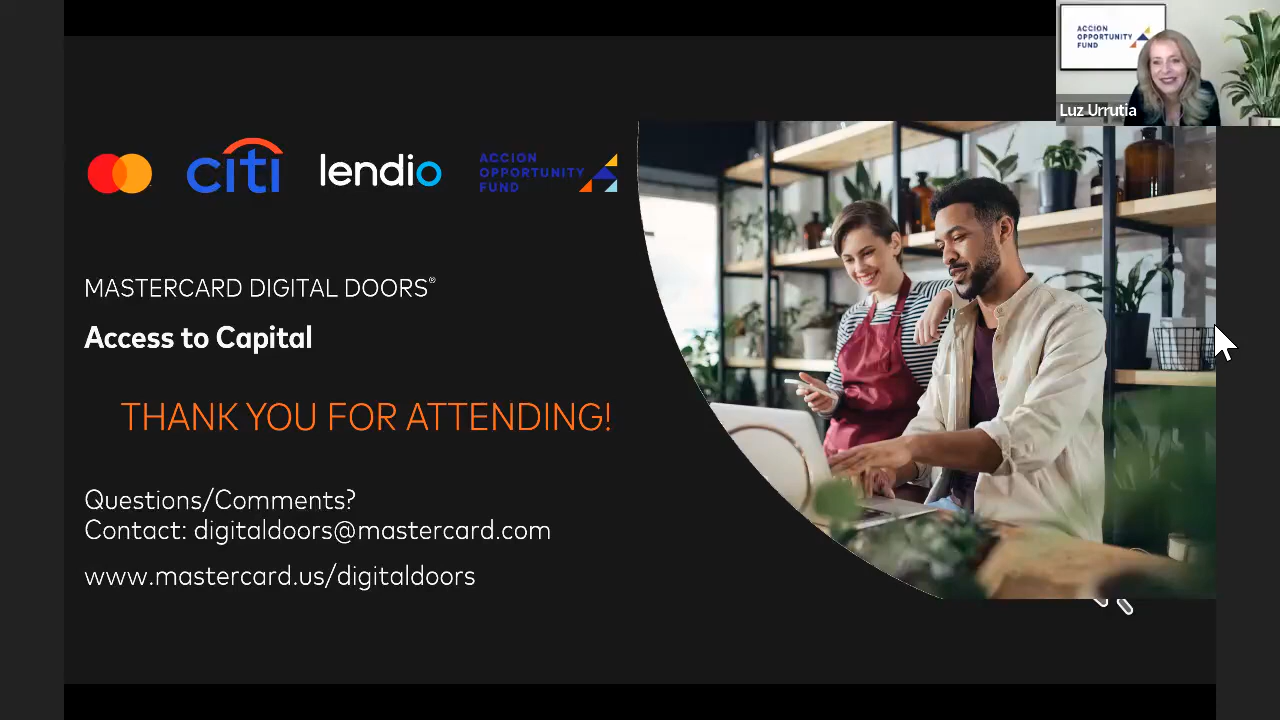 ACCION
OPPORTUNITY
FUND
Luz Urrutia
citi
lendio
ACCION
OPPORTUNITY
FUND
MASTERCARD DIGITAL DOORS®
Access to Capital
THANK YOU FOR ATTENDING!
Questions/Comments?
Contact: digitaldoors@mastercard.com
www.mastercard.us/digitaldoors